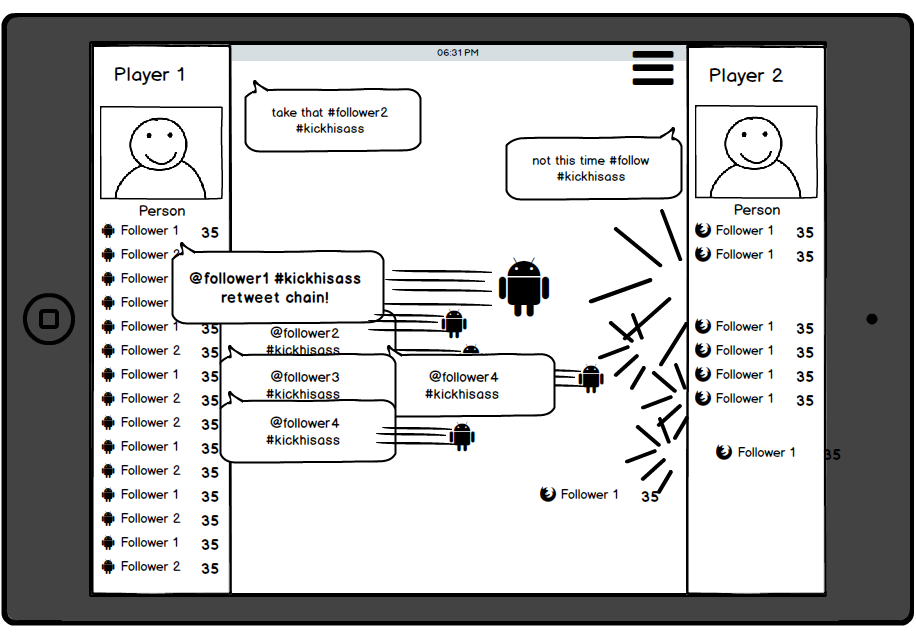 06:31 PM
Player 1
Person
Follower 1 35
Follower 2
Follower
Follower
Follower 1 35
Follower 2 35
Follower 1 35
Follower 2 35
Follower 2 35
Follower 1 35
Follower 2 35
Follower 1 35
Follower 2 35
Follower 1 35
Follower 2 35
take that #follower2
#kickhisass
not this time #follow
#kickhisass
@follower1 #kickhisass
retweet chain!
@follower2
#kickhisass
@follower3
#kickhisass
@follower4
#kickhisass
@follower4
#kickhisass
Follower 1 35
Player 2
Person
Follower 1 35
Follower 1 35
Follower 1 35
Follower 1 35
Follower 1 35
Follower 1 35
Follower 1 35